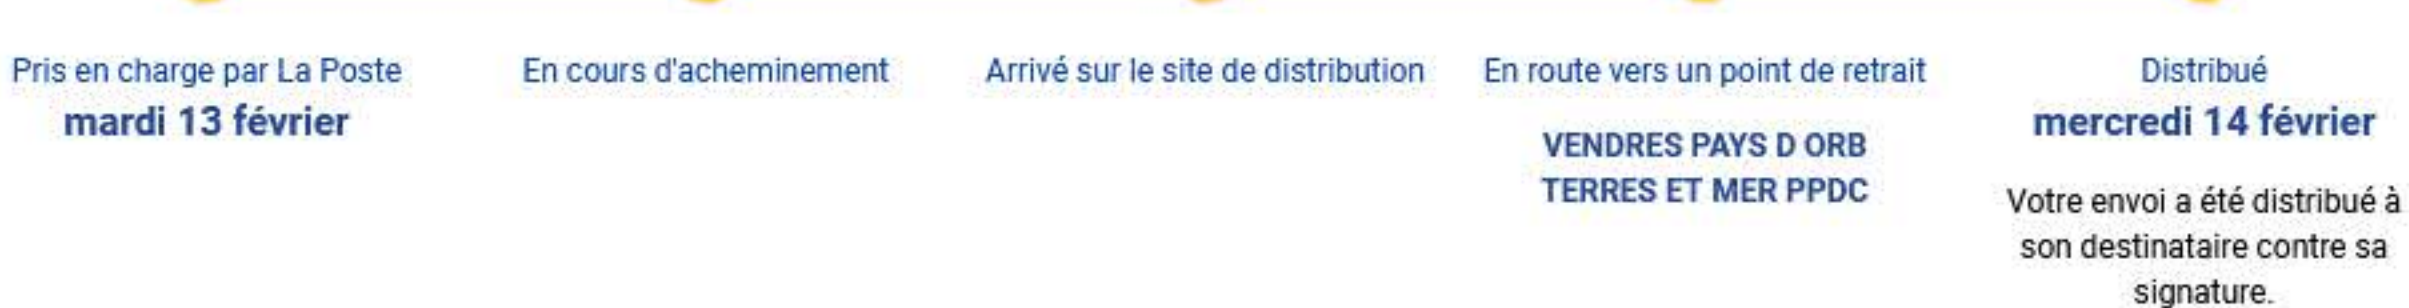 Pris en charge par La Poste
mardi 13 février
En cours d'acheminement
Arrivé sur le site de distribution
En route vers un point de retrait
VENDRES PAYS D ORB
TERRES ET MER PPDC
Distribué
mercredi 14 février
Votre envoi a été distribué à
son destinataire contre sa
signature.